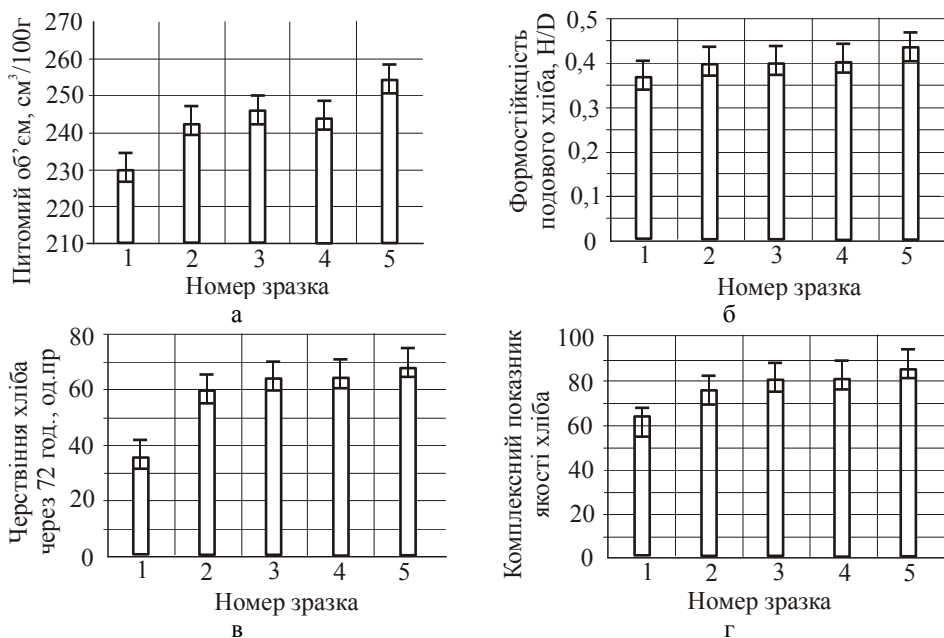 Питомий об’єм, см³/100г
270
260
250
240
230
220
210
1 2 3 4 5
Номер зразка
а
Формостійкцість
подового хліба, H/D
0,5
0,4
0,3
0,2
0,1
0
1 2 3 4 5
Номер зразка
б
Черствіння хліба
через 72 год., од.пр
80
60
40
20
0
1 2 3 4 5
Номер зразка
в
Комплексний показник
якості хліба
100
80
60
40
20
0
1 2 3 4 5
Номер зразка
г